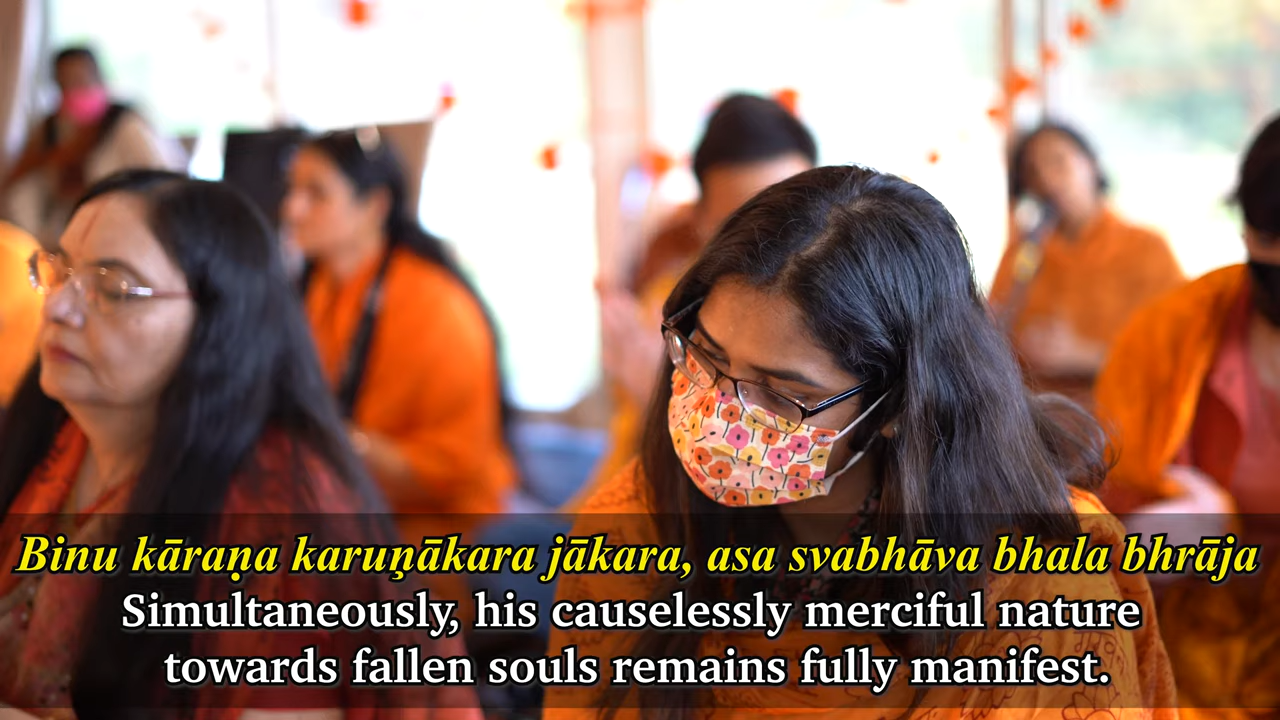 Binu kāraṇa karuṇākara jākara, asa svabhāva bhala bhrāja
Simultaneously, his causelessly merciful nature
towards fallen souls remains fully manifest.